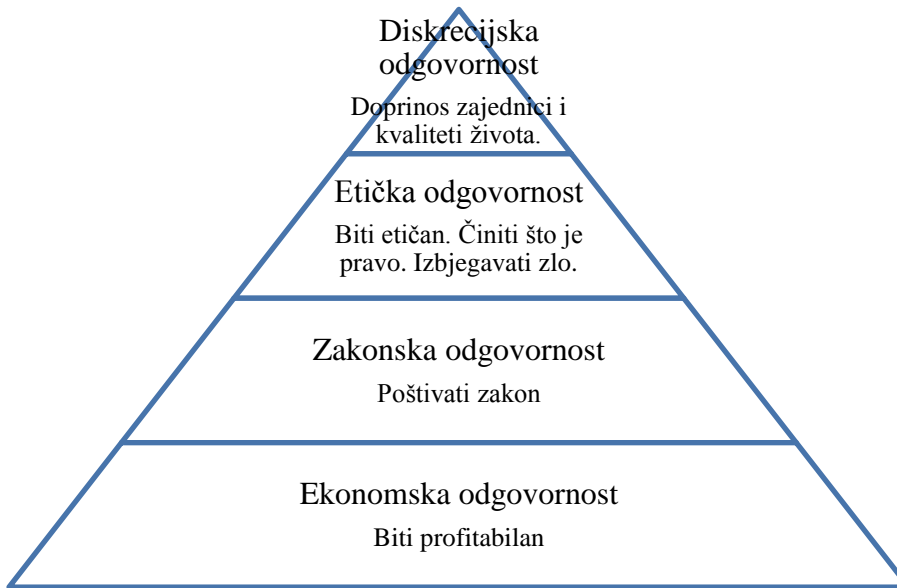 Diskrecijska
odgovornost
Doprinos zajednici i
kvaliteti života.
Etička odgovornost
Biti etičan. Činiti što je
pravo. Izbjegavati zlo.
Zakonska odgovornost
Poštivati zakon
Ekonomska odgovornost
Biti profitabilan